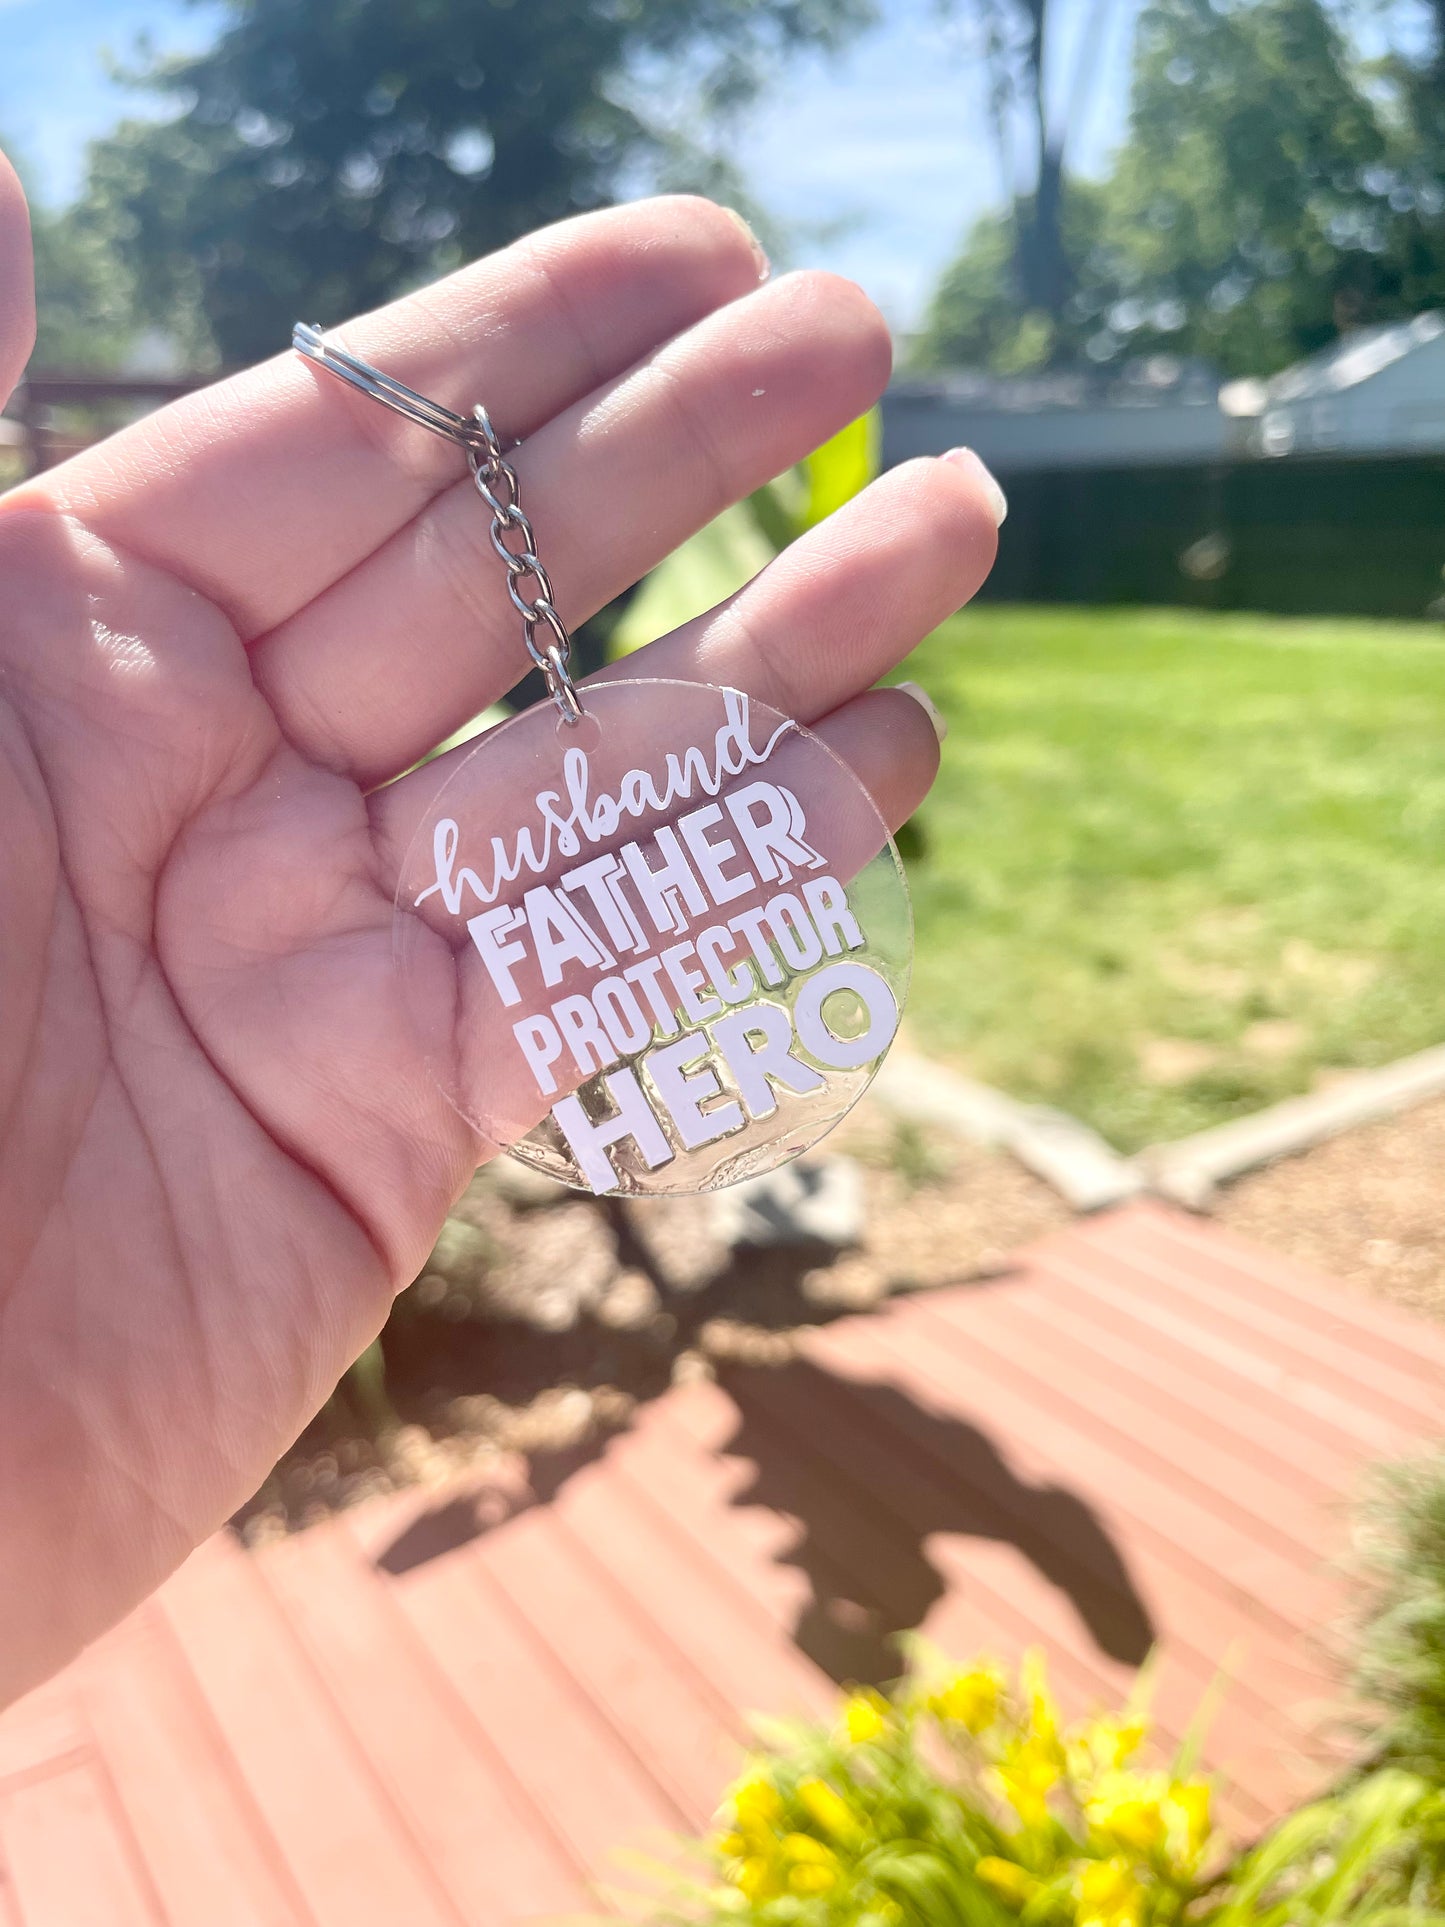 husband
FATHER
PROTECTOR
HERO